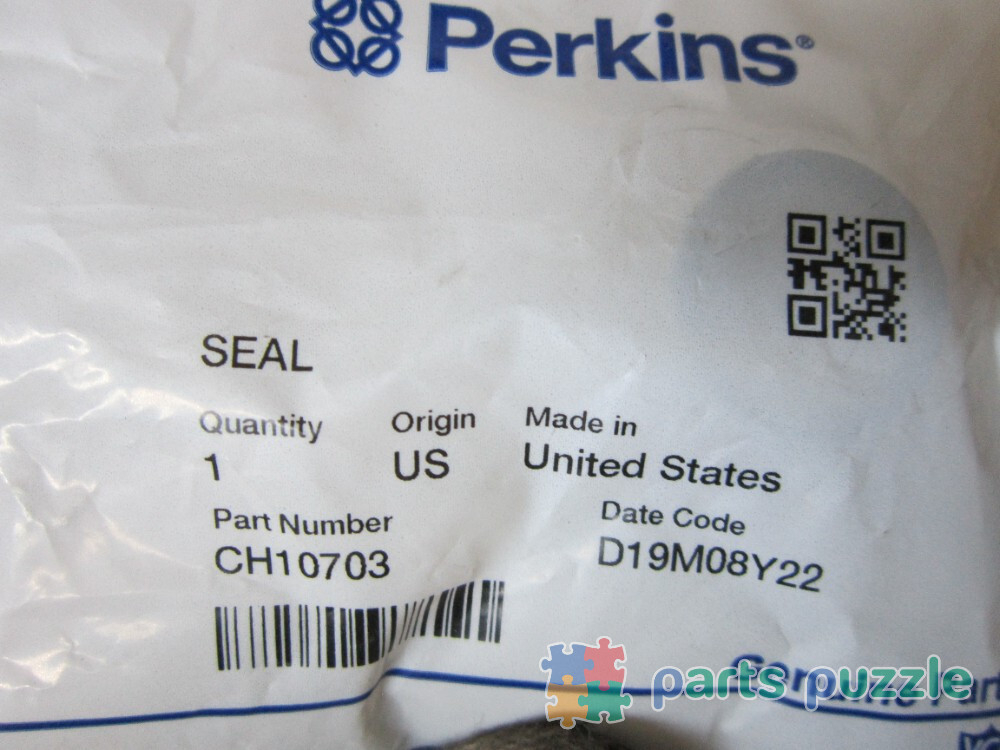 Perkins®
SEAL
Quantity Origin Made in
1 US United States
Part Number Date Code
CH10703 D19M08Y22
parts puzzle